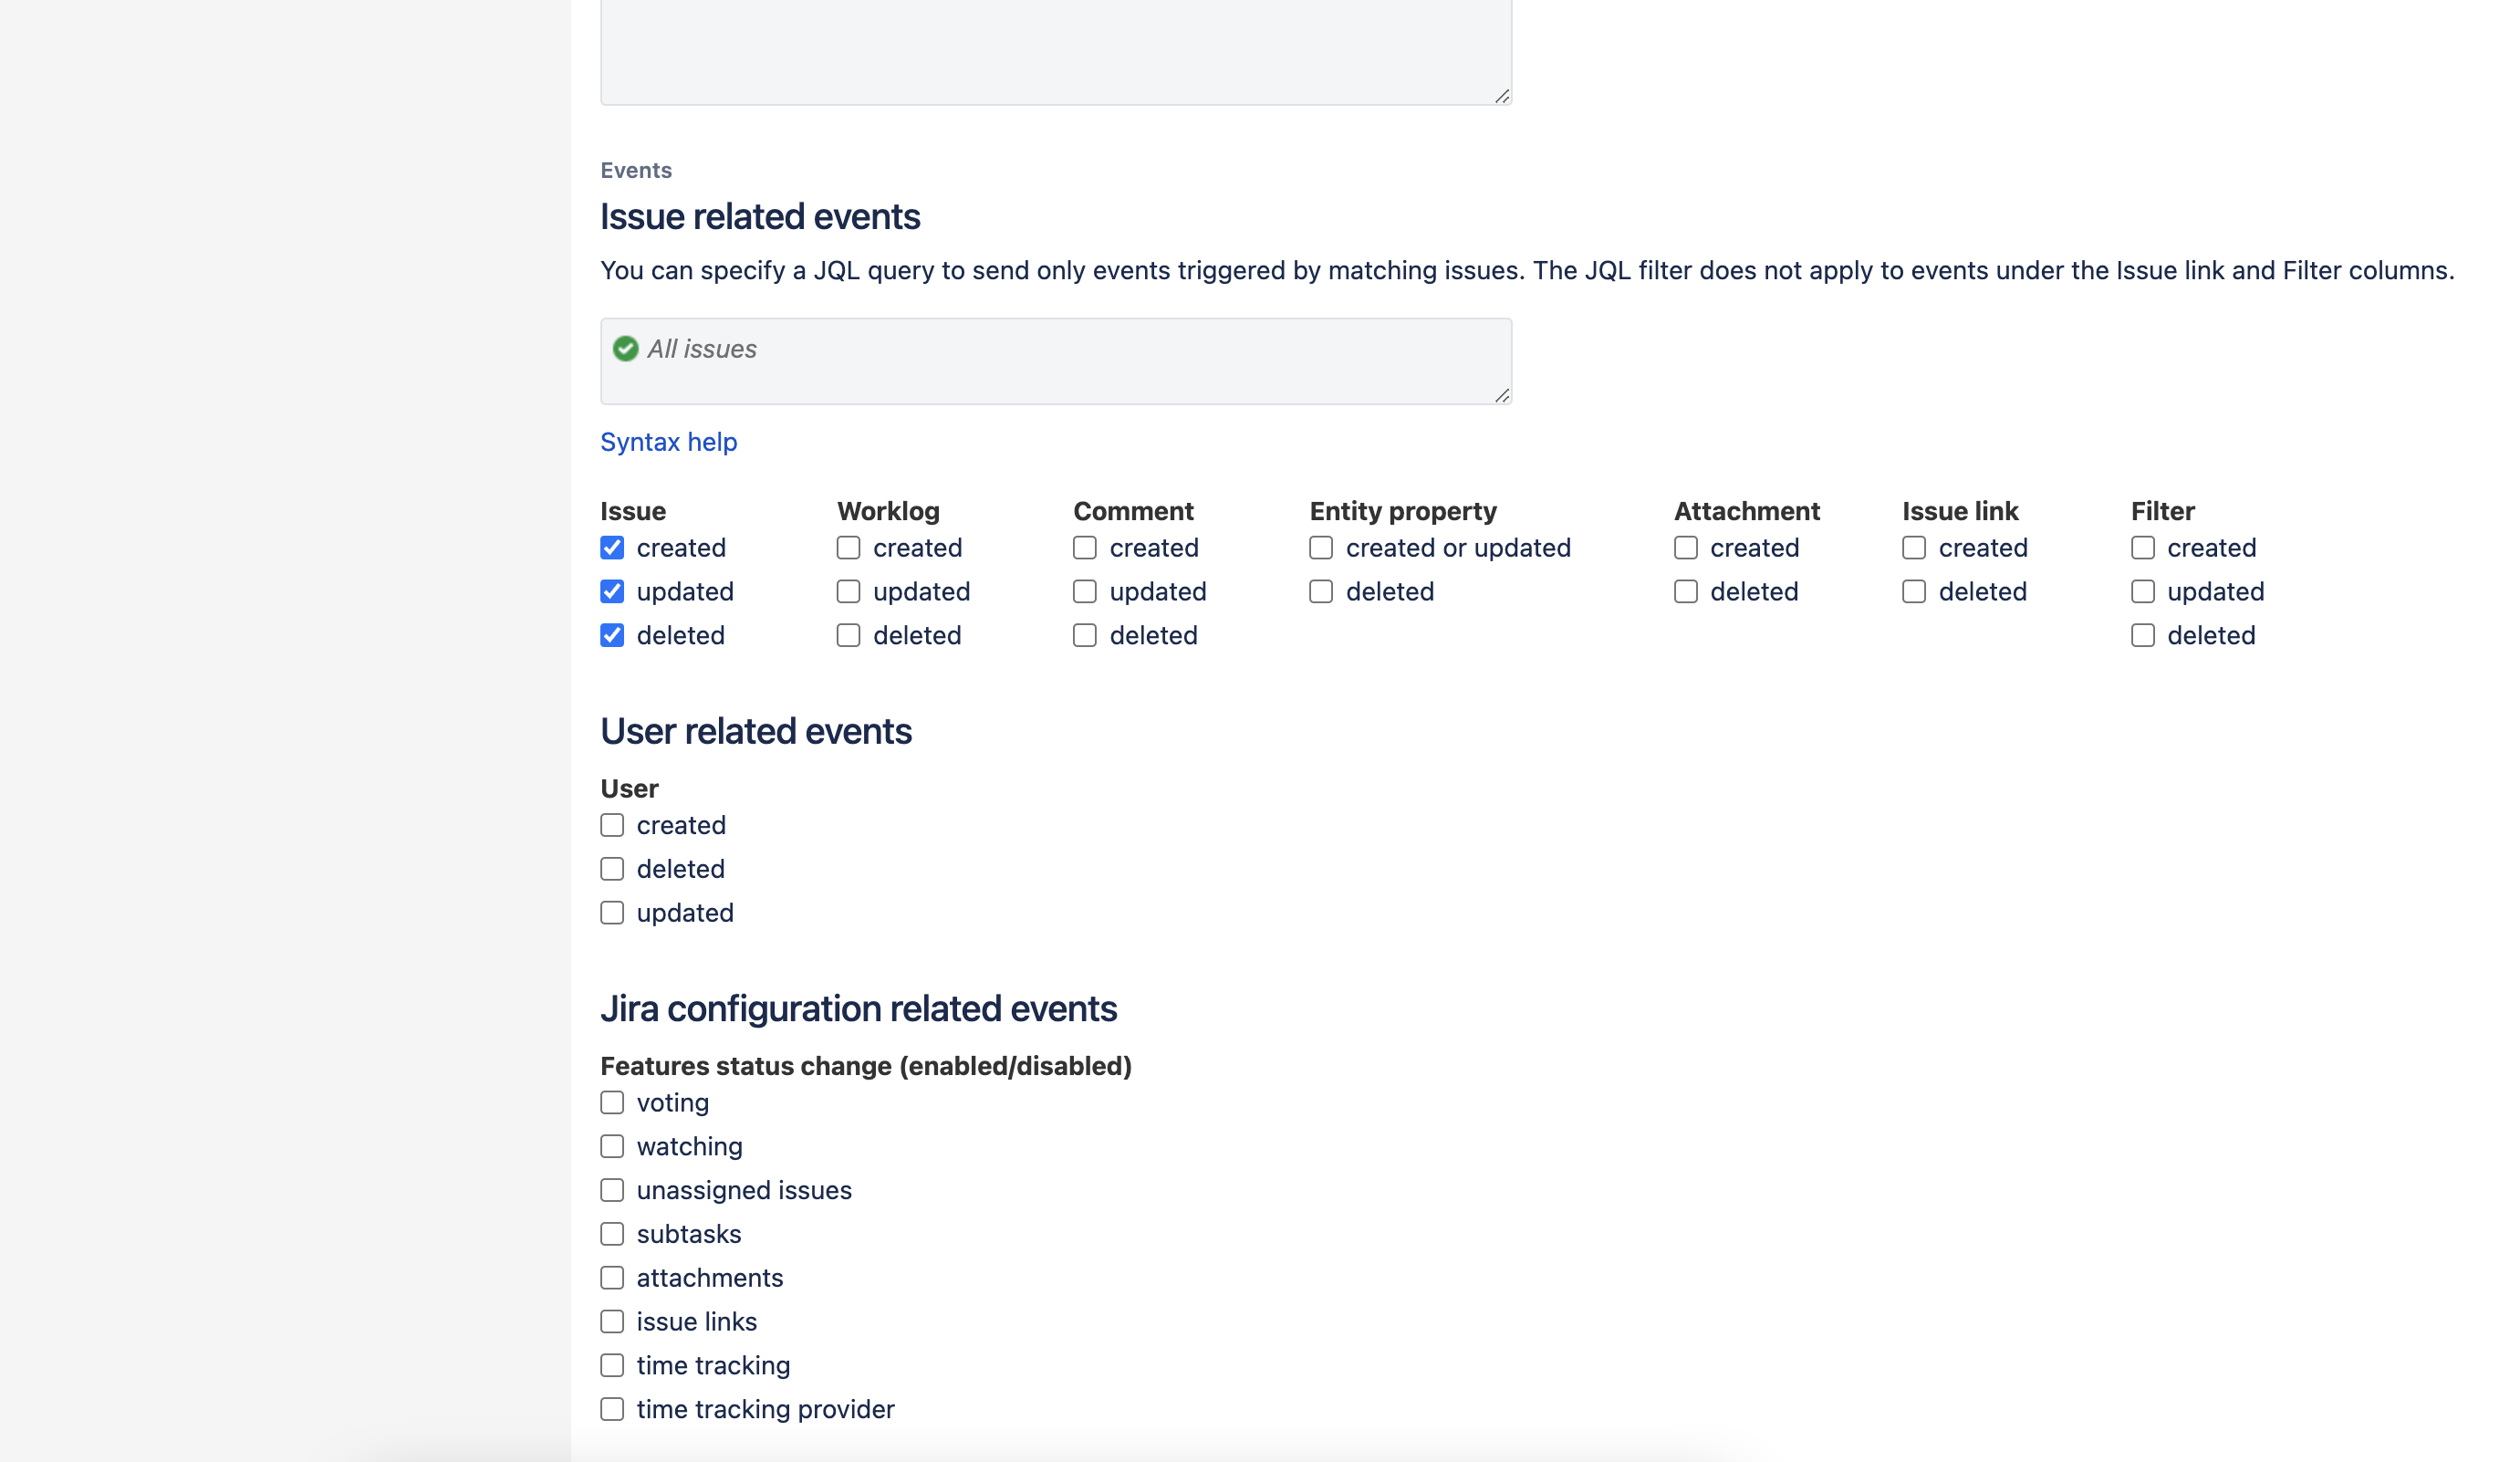 Events
Issue related events
You can specify a JQL query to send only events triggered by matching issues. The JQL filter does not apply to events under the Issue link and Filter columns.
All issues
Syntax help
Issue
created
updated
deleted
Worklog
created
updated
deleted
Comment
created
updated
deleted
Entity property
created or updated
deleted
Attachment
created
deleted
Issue link
created
deleted
Filter
created
updated
deleted
User related events
User
created
deleted
updated
Jira configuration related events
Features status change (enabled/disabled)
voting
watching
unassigned issues
subtasks
attachments
issue links
time tracking
time tracking provider